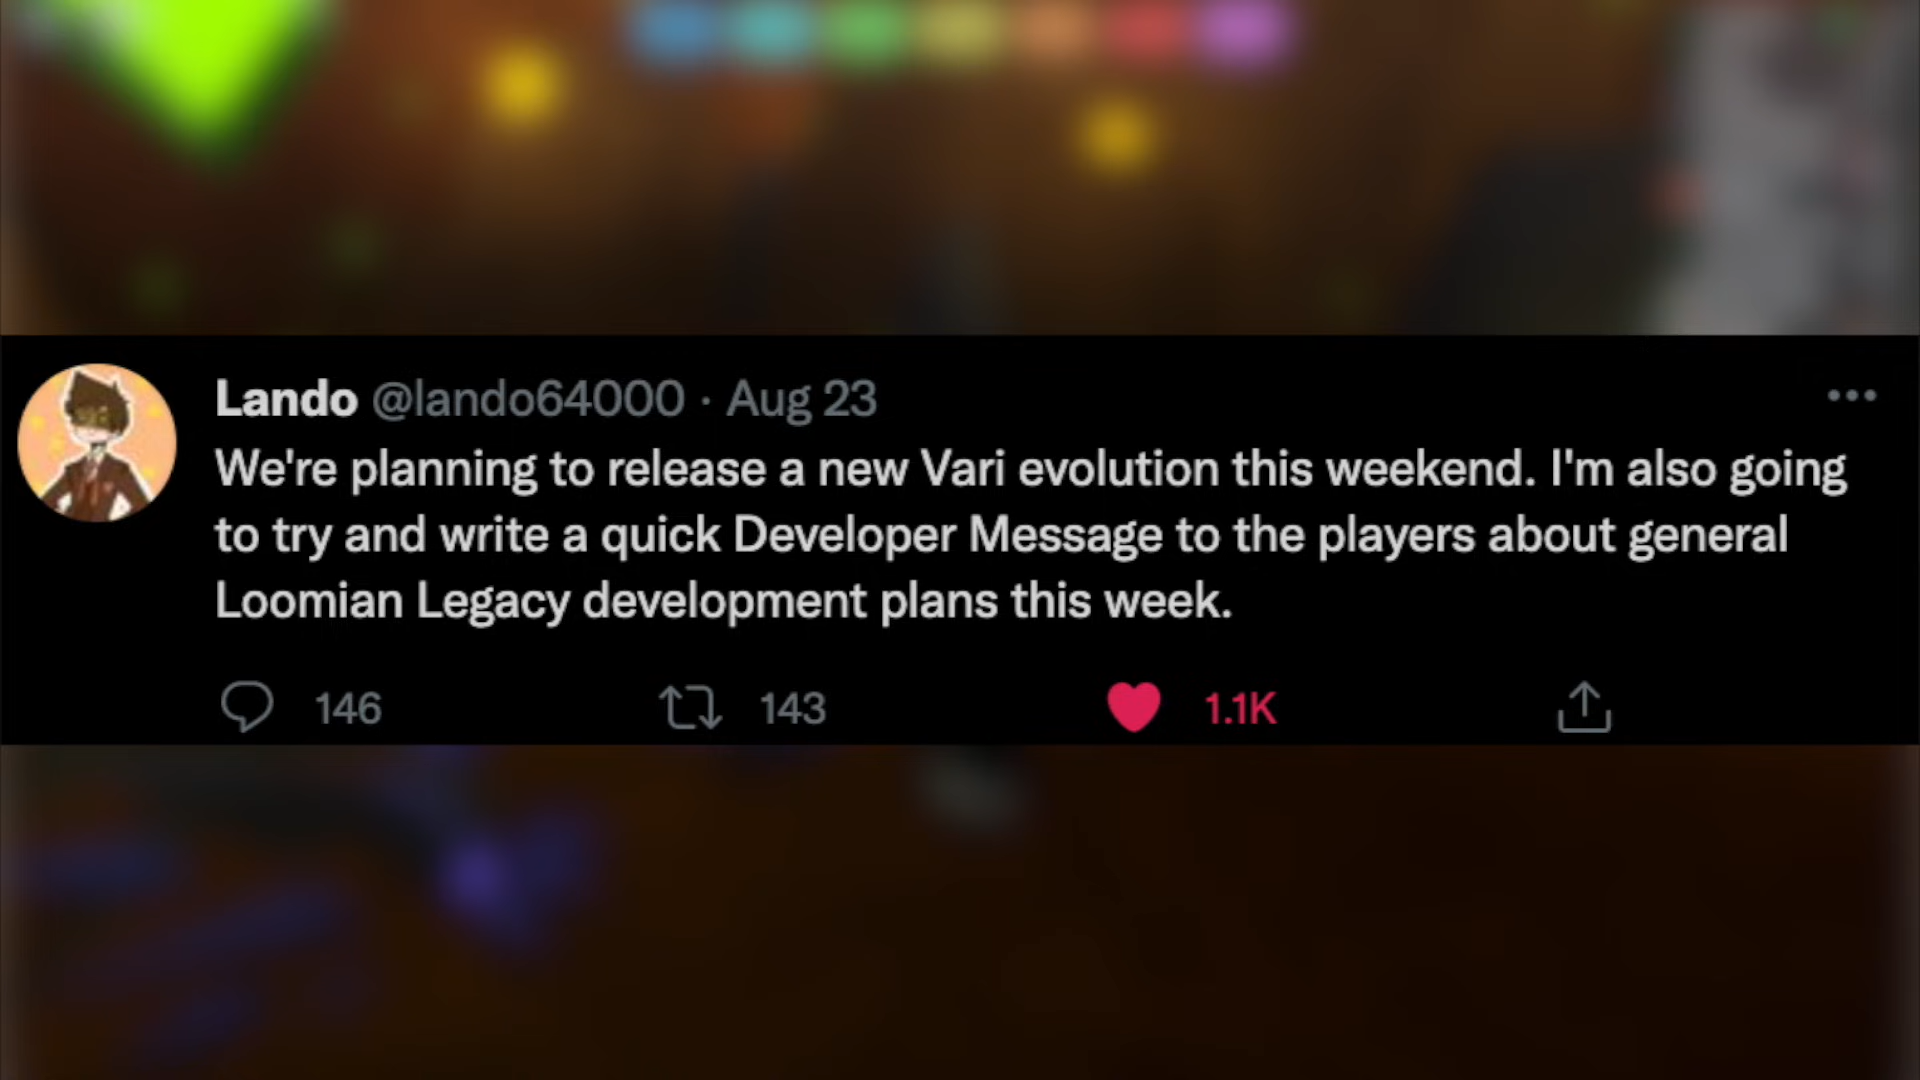 Lando @lando64000 · Aug 23
We're planning to release a new Vari evolution this weekend. I'm also going
to try and write a quick Developer Message to the players about general
Loomian Legacy development plans this week.
146 143 1.1K